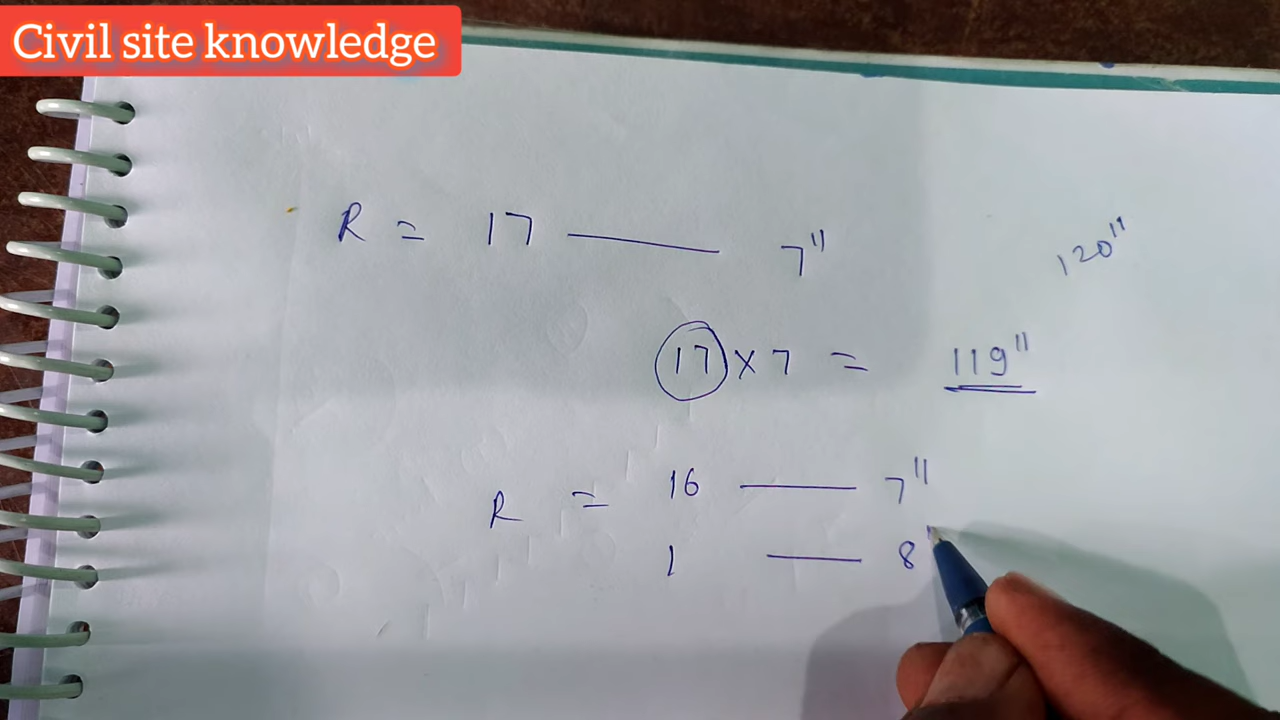 Civil site knowledge
R = 17 — 7"
120"
17 × 7 = 119"
R = 16 — 7"
1 — 8"